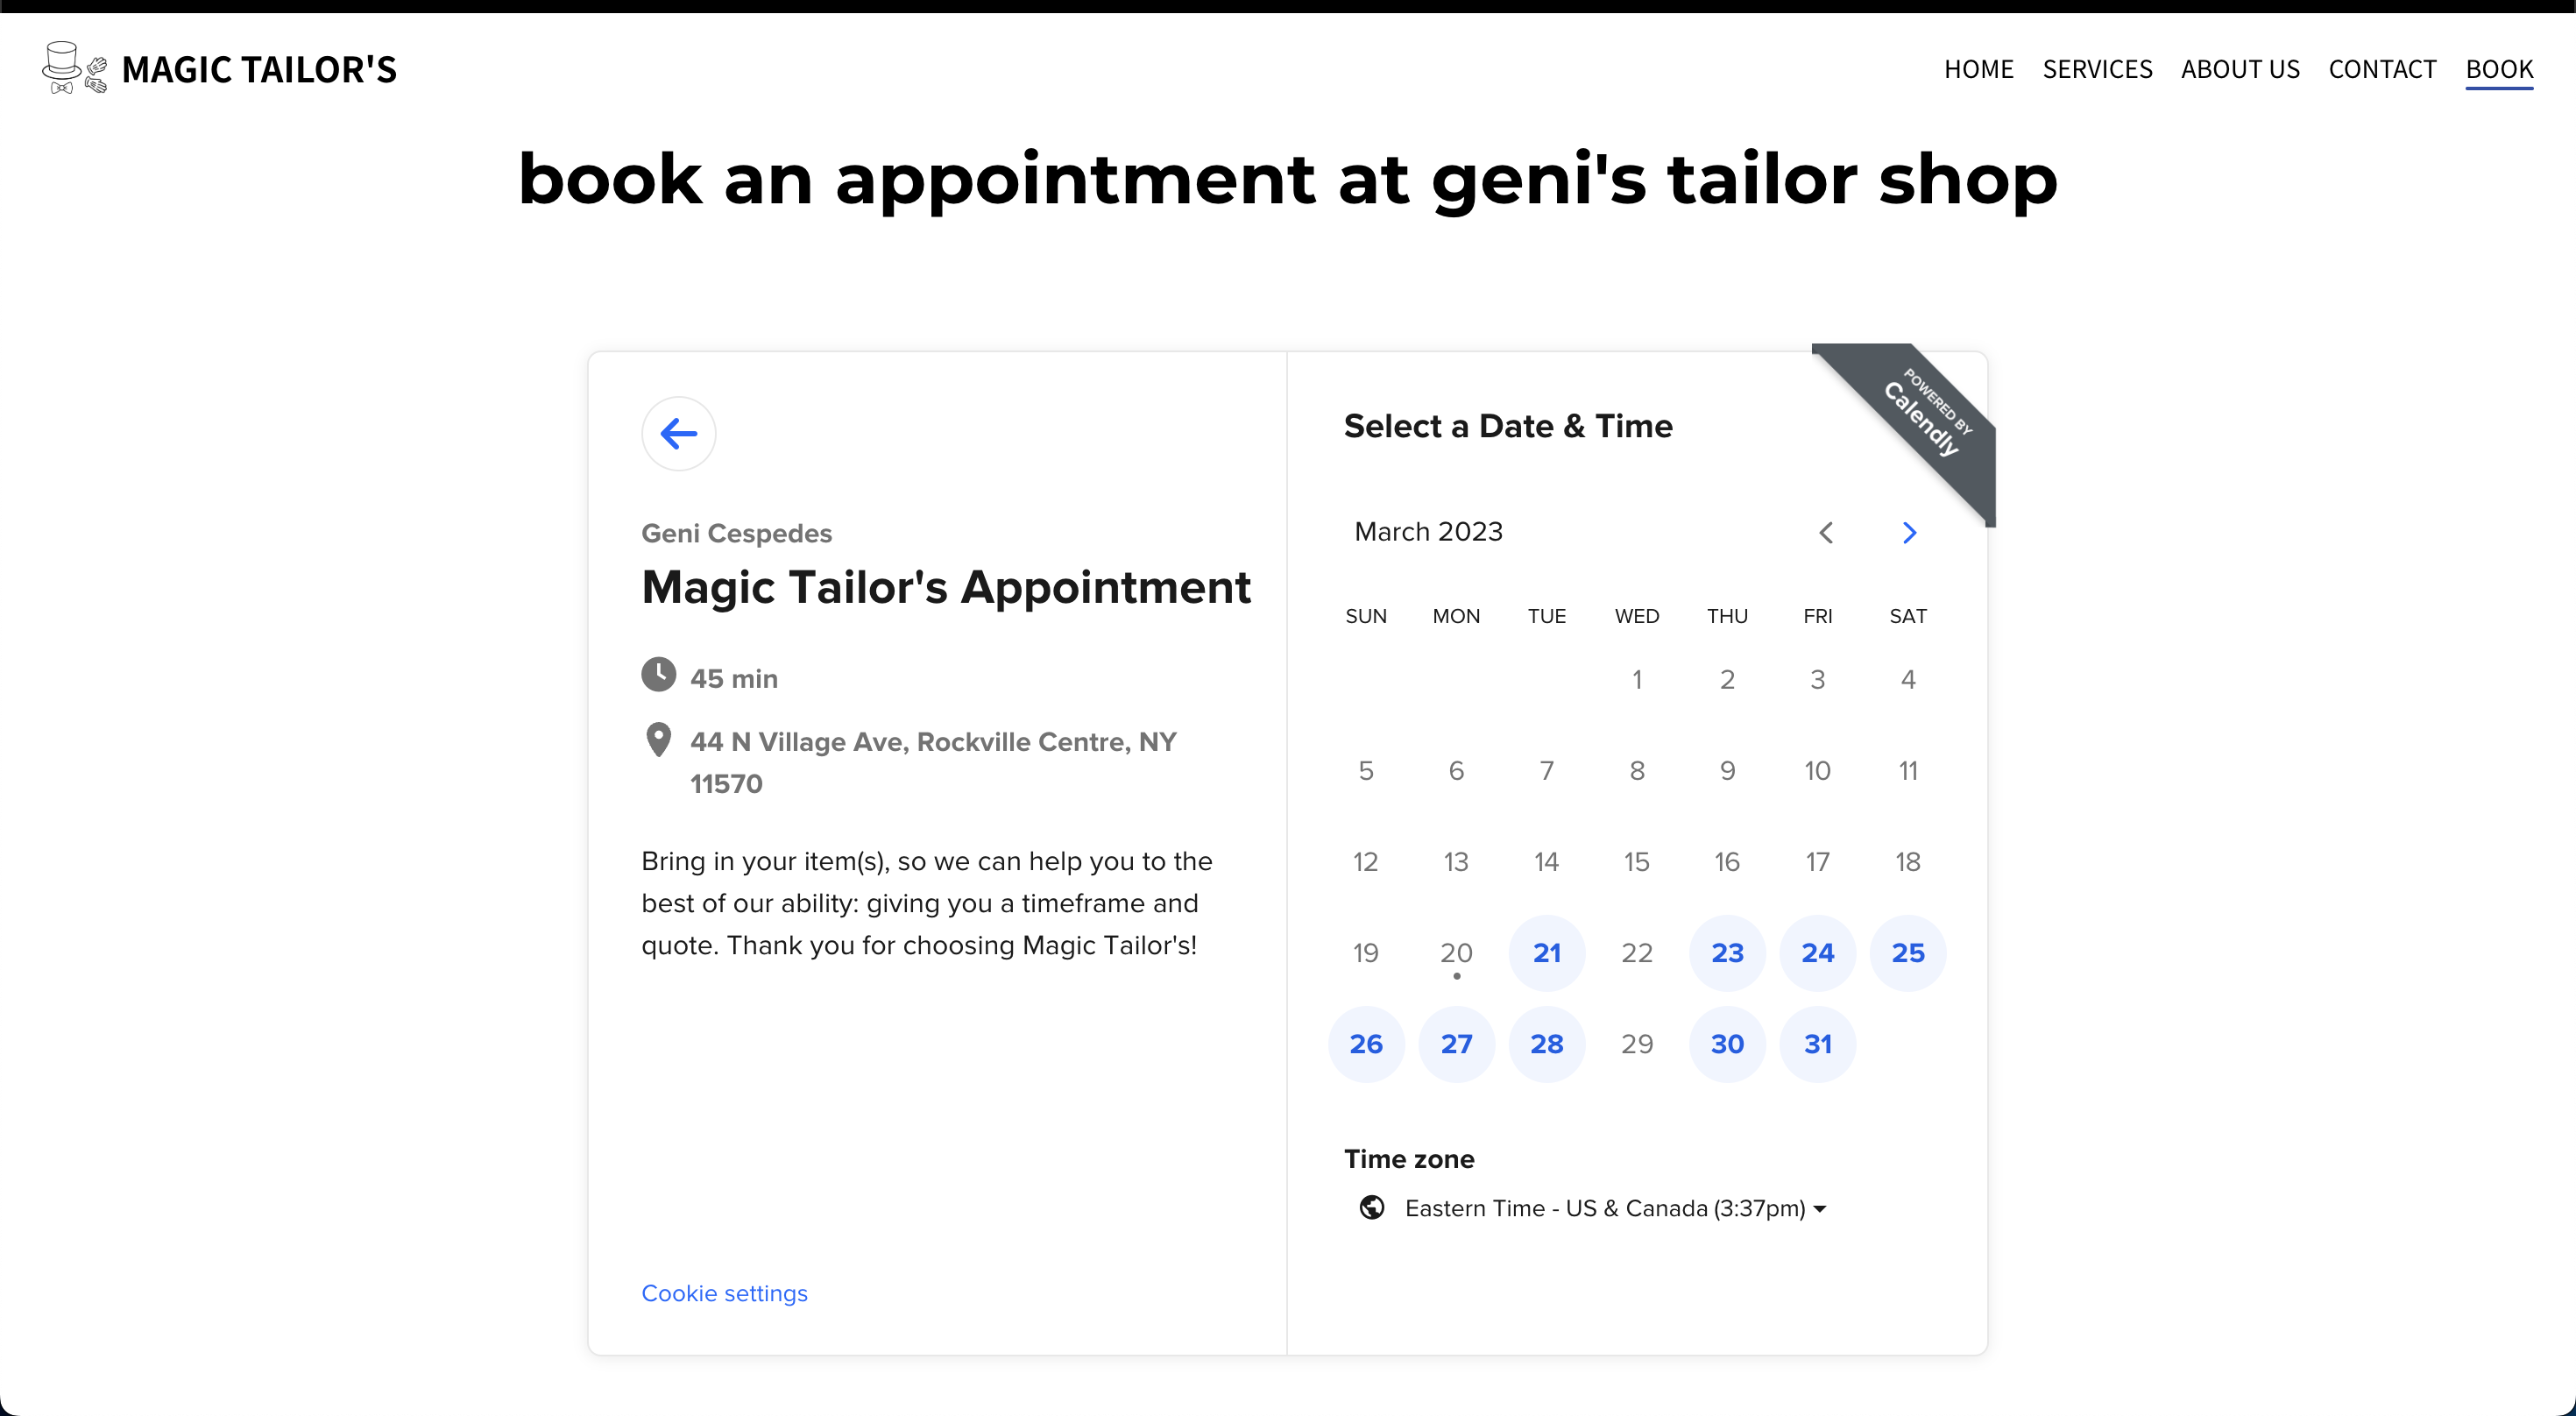 MAGIC TAILOR'S
HOME SERVICES ABOUT US CONTACT BOOK
book an appointment at geni's tailor shop
Geni Cespedes
Magic Tailor's Appointment
45 min
44 N Village Ave, Rockville Centre, NY
11570
Bring in your item(s), so we can help you to the
best of our ability: giving you a timeframe and
quote. Thank you for choosing Magic Tailor's!
Cookie settings
Select a Date & Time
POWERED BY
Calendly
March 2023
SUN MON TUE WED THU FRI SAT
1 2 3 4
5 6 7 8 9 10 11
12 13 14 15 16 17 18
19 20 21 22 23 24 25
26 27 28 29 30 31
Time zone
Eastern Time - US & Canada (3:37pm)